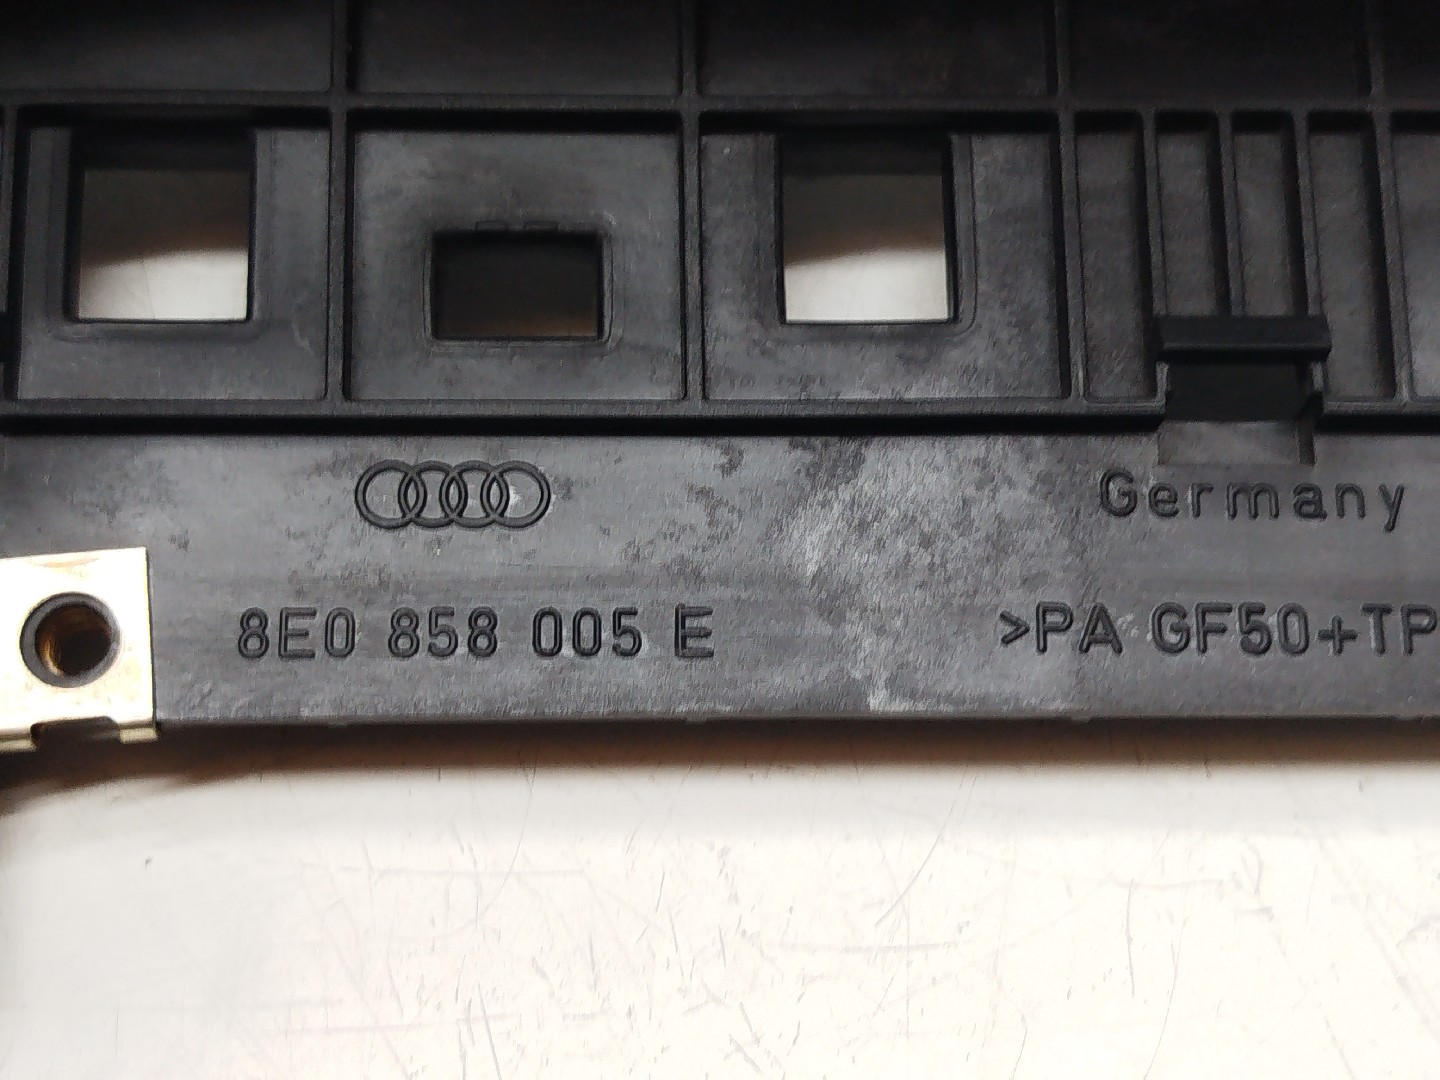 Germany
8E0 858 005 E
>PA GF50+TP